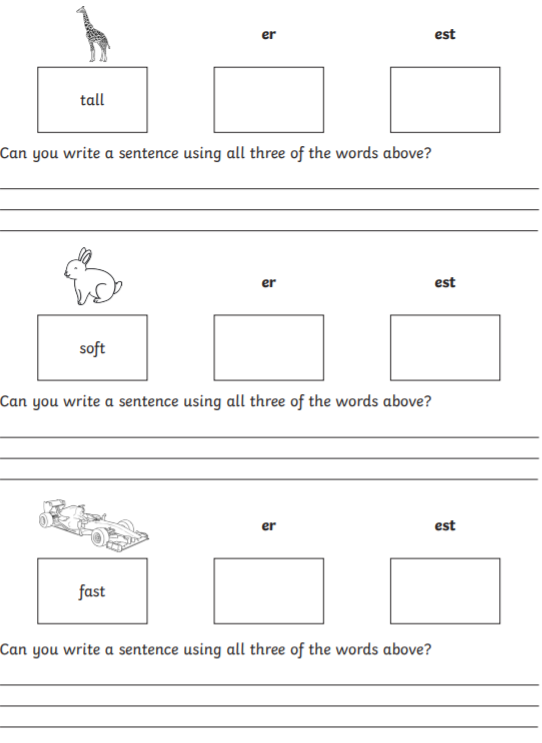 er est
tall
Can you write a sentence using all three of the words above?
er est
soft
Can you write a sentence using all three of the words above?
er est
fast
Can you write a sentence using all three of the words above?